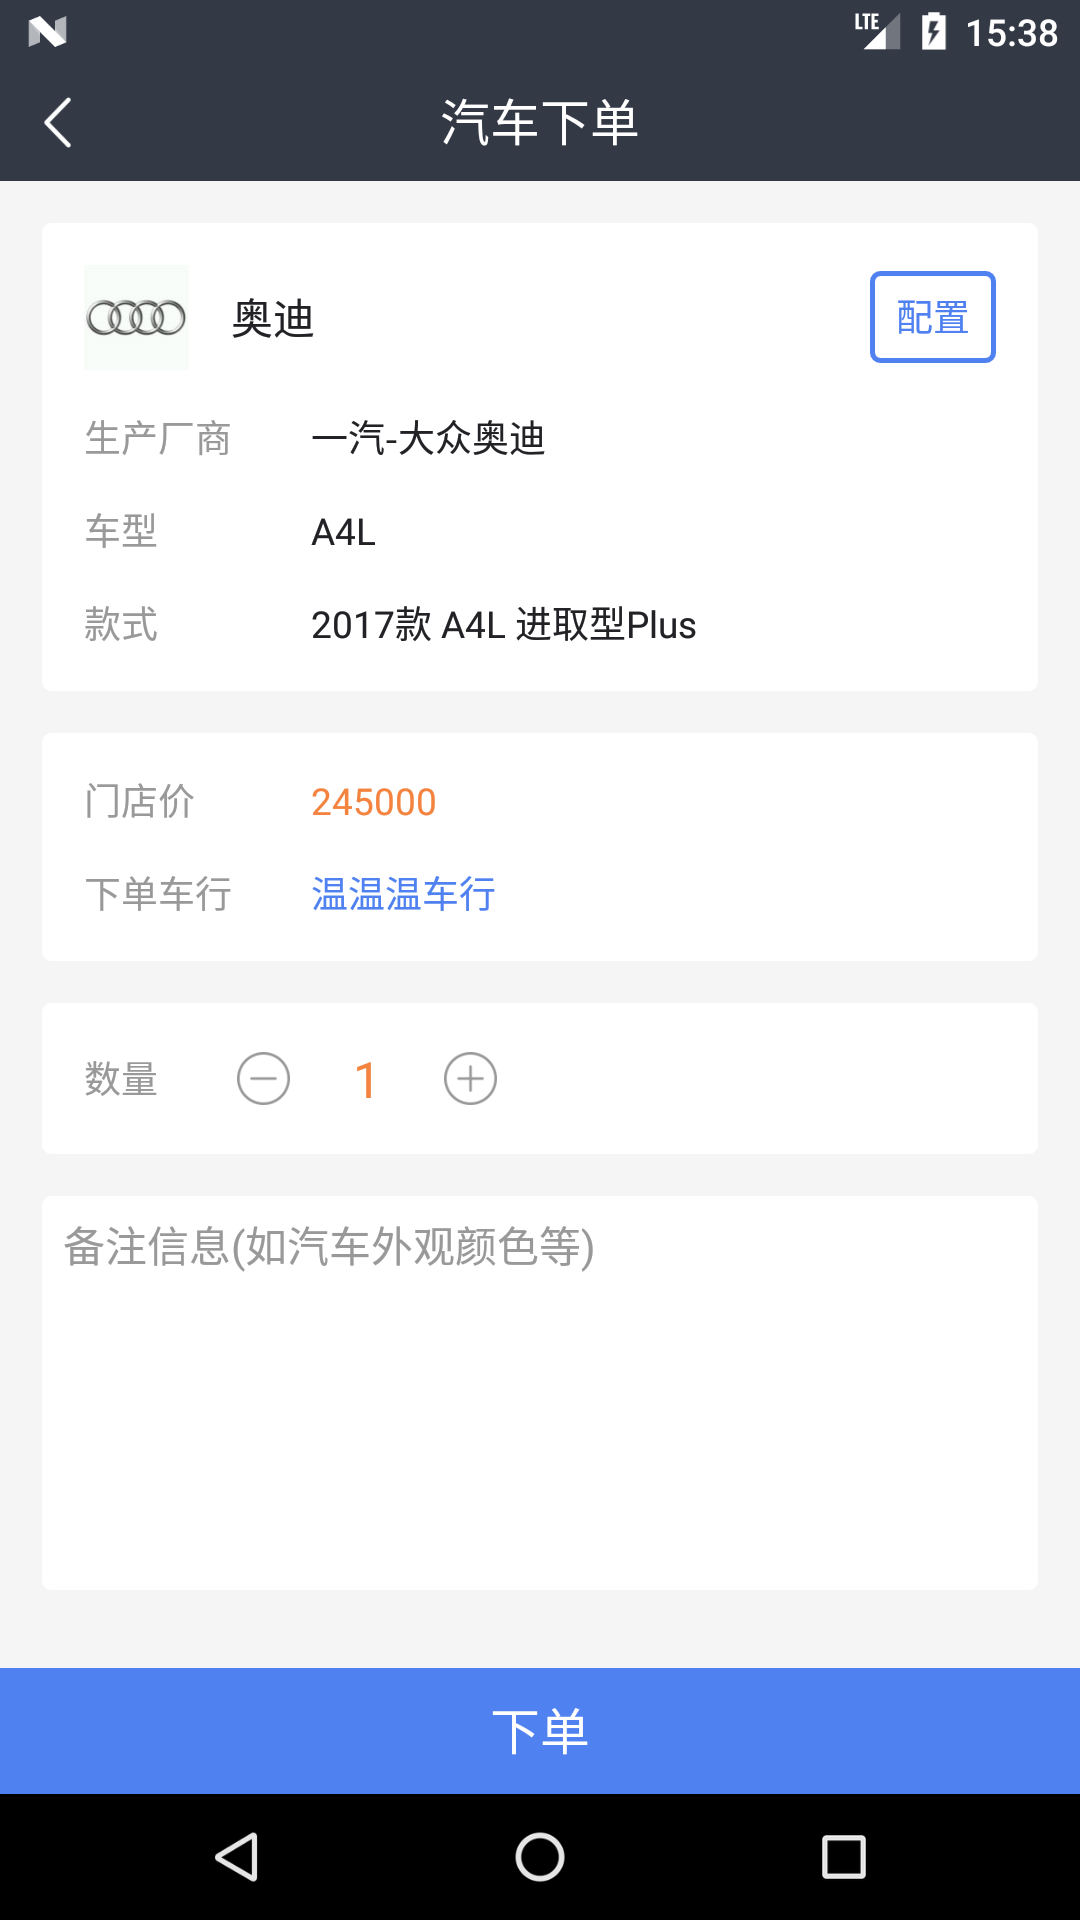 LTE 15:38
汽车下单
奥迪 配置
生产厂商 一汽-大众奥迪
车型 A4L
款式 2017款 A4L 进取型Plus
门店价 245000
下单车行 温温温车行
数量 1
备注信息(如汽车外观颜色等)
下单